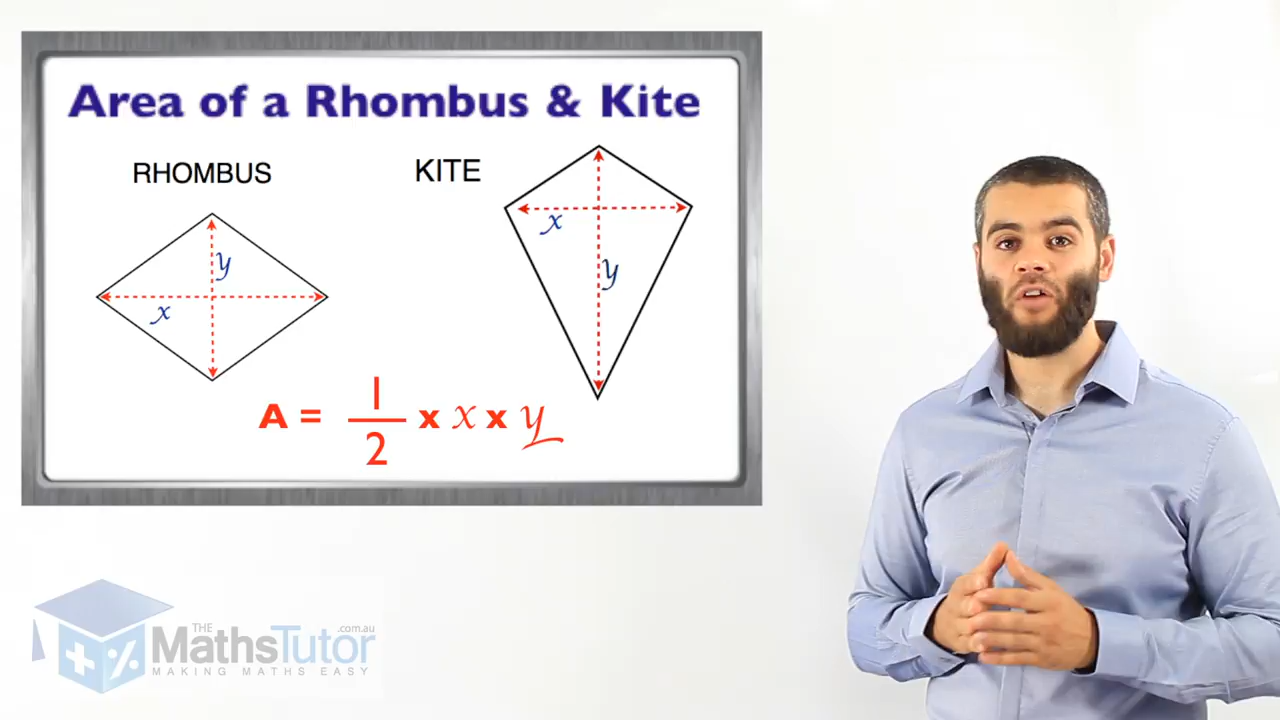 Area of a Rhombus & Kite
RHOMBUS
KITE
y
x
x
y
A = 1/2 x x x y
THE
MathsTutor
.com.au
MAKING MATHS EASY